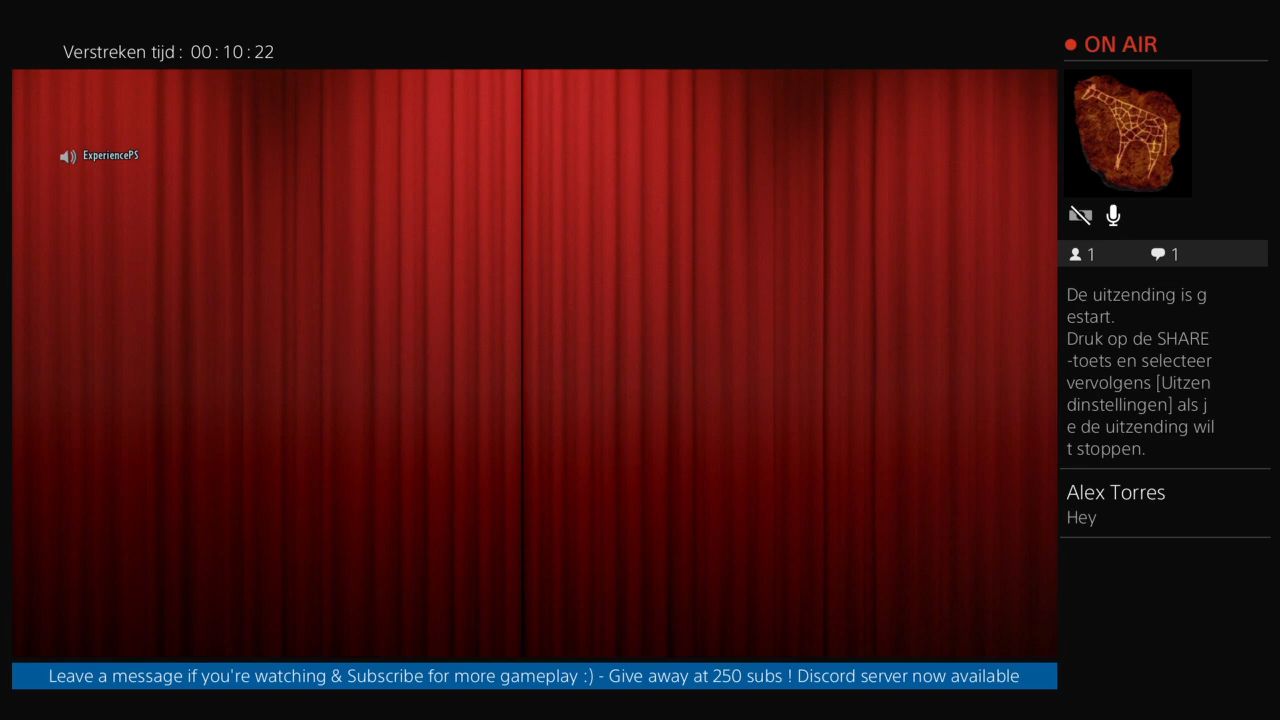 Verstreken tijd : 00 : 10 : 22
ON AIR
ExperiencePS
1 1
De uitzending is g
estart.
Druk op de SHARE
-toets en selecteer
vervolgens [Uitzen
dinstellingen] als j
e de uitzending wil
t stoppen.
Alex Torres
Hey
Leave a message if you're watching & Subscribe for more gameplay :) - Give away at 250 subs ! Discord server now available